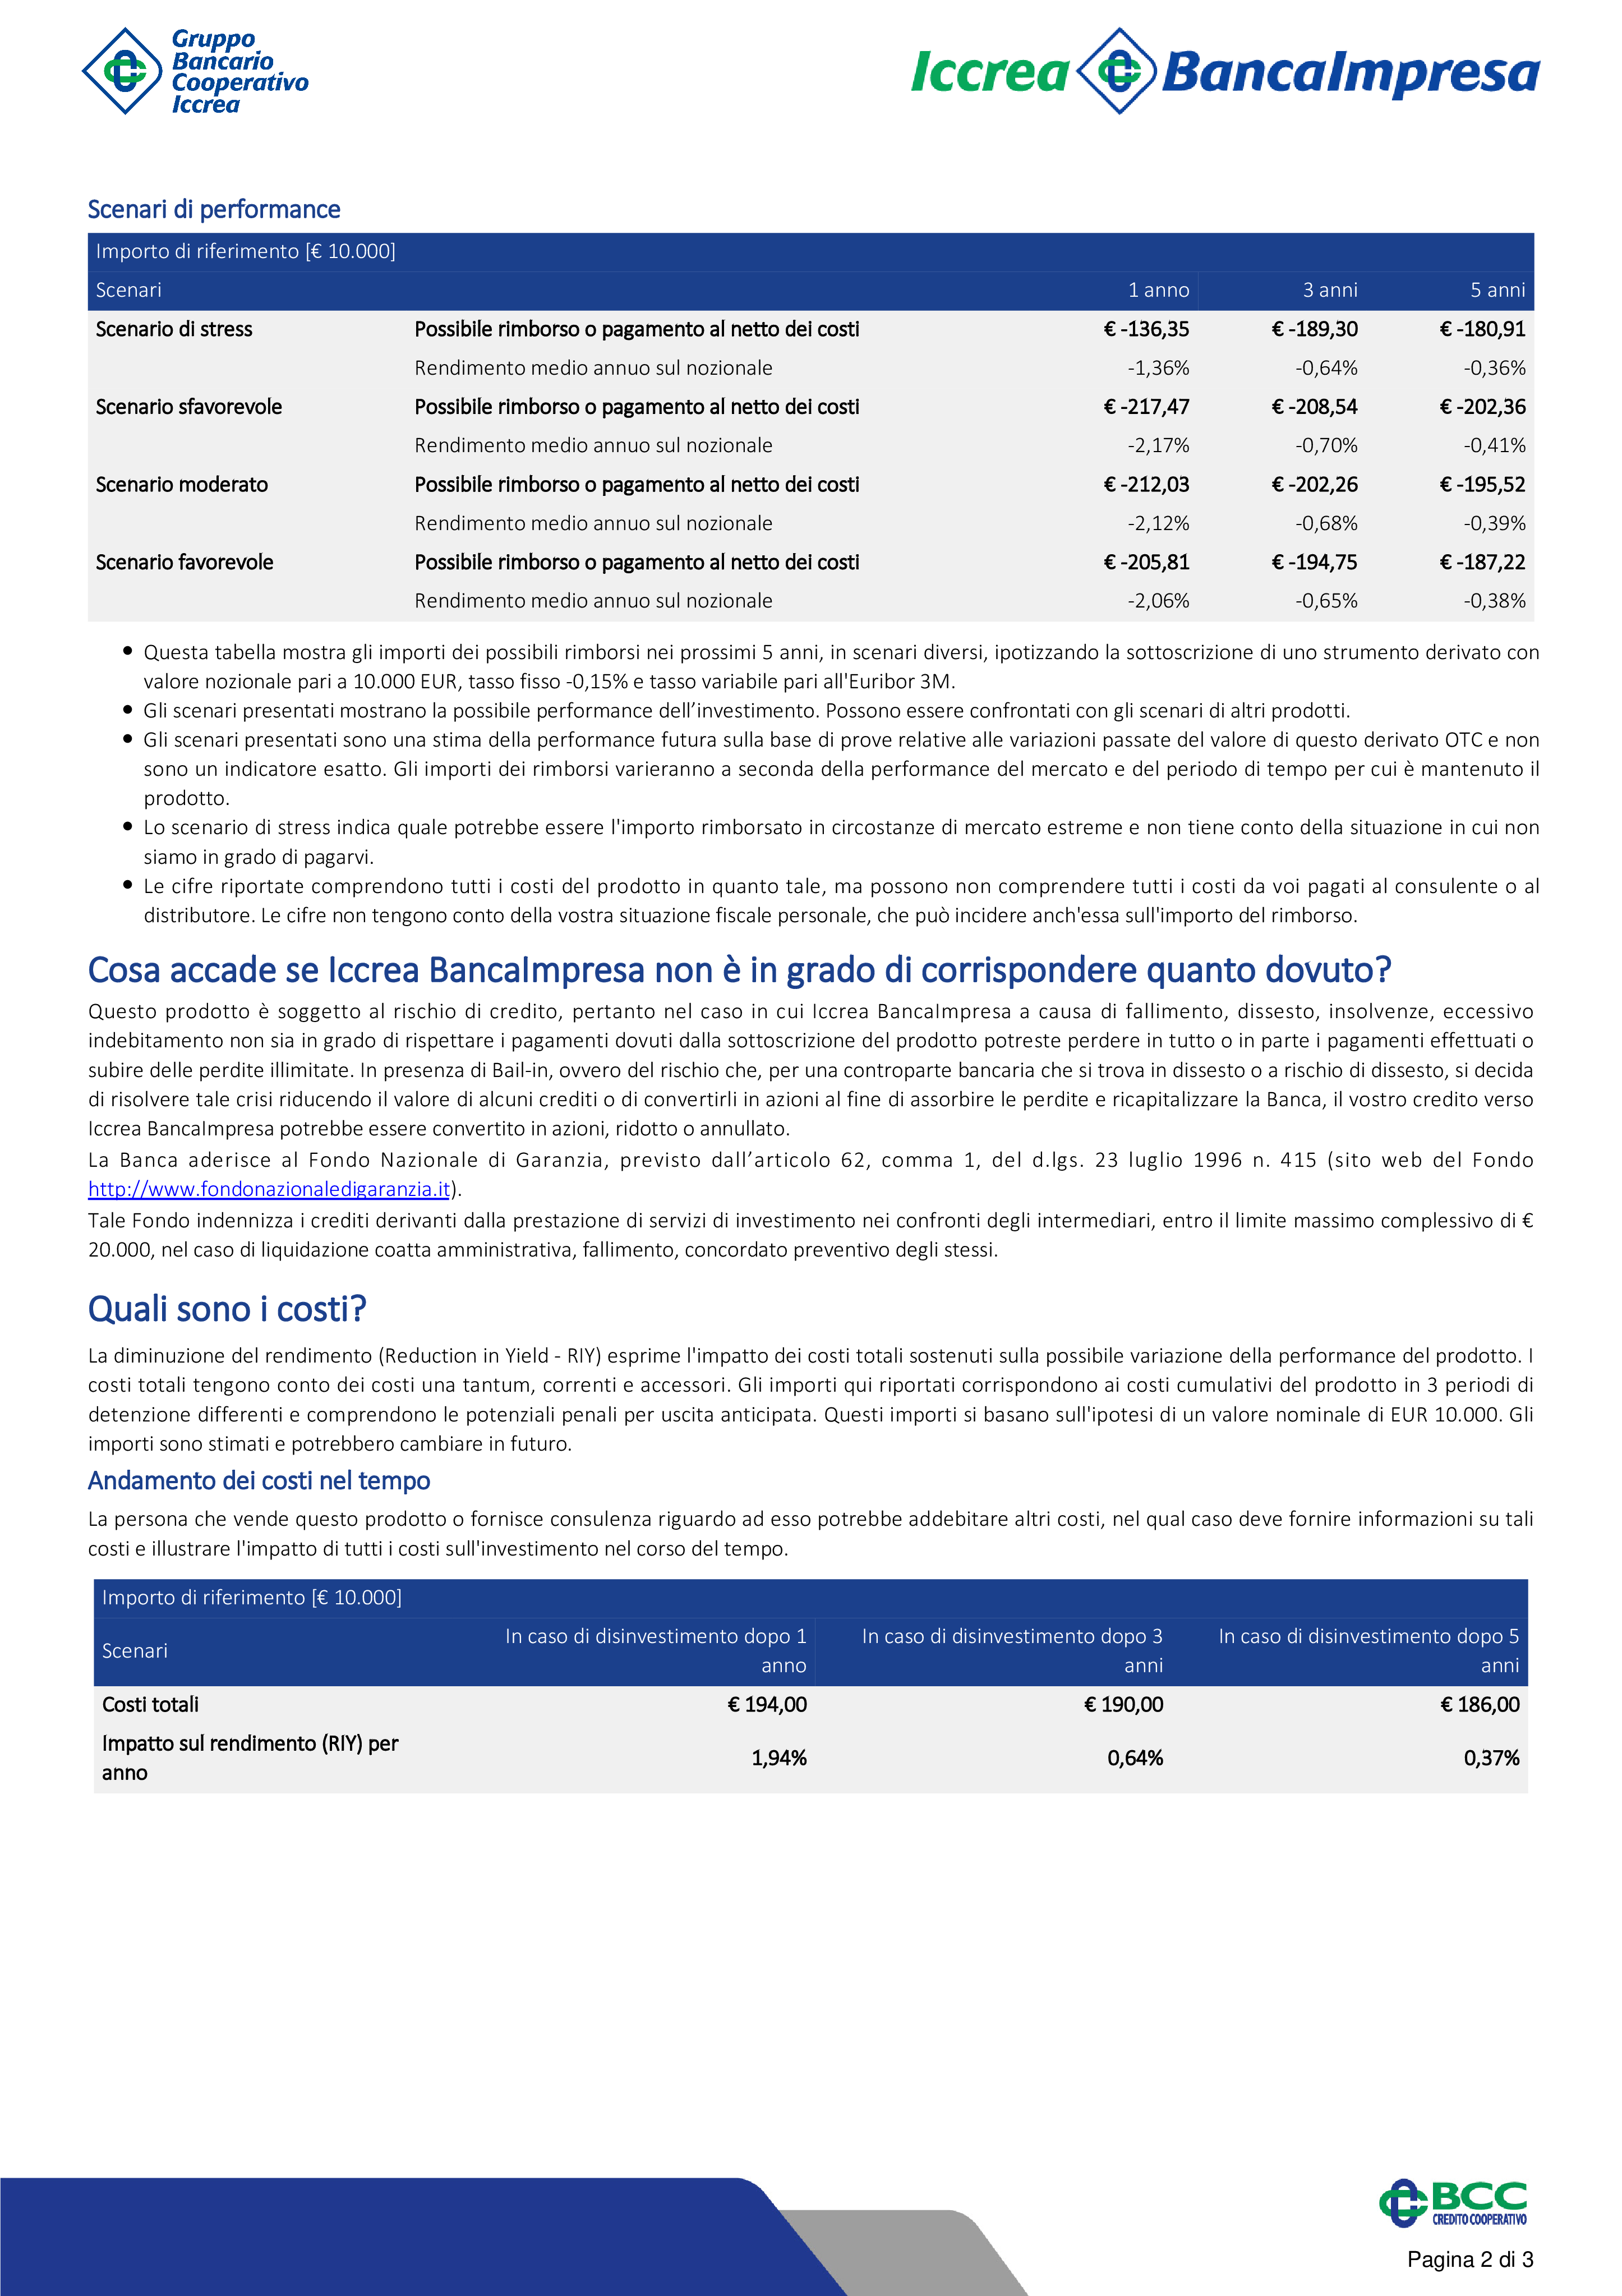 Gruppo
Bancario
Cooperativo
Iccrea
Iccrea BancaImpresa
Scenari di performance
Importo di riferimento [€ 10.000]
Scenari 1 anno 3 anni 5 anni
Scenario di stress Possibile rimborso o pagamento al netto dei costi € -136,35 € -189,30 € -180,91
Rendimento medio annuo sul nozionale -1,36% -0,64% -0,36%
Scenario sfavorevole Possibile rimborso o pagamento al netto dei costi € -217,47 € -208,54 € -202,36
Rendimento medio annuo sul nozionale -2,17% -0,70% -0,41%
Scenario moderato Possibile rimborso o pagamento al netto dei costi € -212,03 € -202,26 € -195,52
Rendimento medio annuo sul nozionale -2,12% -0,68% -0,39%
Scenario favorevole Possibile rimborso o pagamento al netto dei costi € -205,81 € -194,75 € -187,22
Rendimento medio annuo sul nozionale -2,06% -0,65% -0,38%
• Questa tabella mostra gli importi dei possibili rimborsi nei prossimi 5 anni, in scenari diversi, ipotizzando la sottoscrizione di uno strumento derivato con
valore nozionale pari a 10.000 EUR, tasso fisso -0,15% e tasso variabile pari all'Euribor 3M.
• Gli scenari presentati mostrano la possibile performance dell’investimento. Possono essere confrontati con gli scenari di altri prodotti.
• Gli scenari presentati sono una stima della performance futura sulla base di prove relative alle variazioni passate del valore di questo derivato OTC e non
sono un indicatore esatto. Gli importi dei rimborsi varieranno a seconda della performance del mercato e del periodo di tempo per cui è mantenuto il
prodotto.
• Lo scenario di stress indica quale potrebbe essere l'importo rimborsato in circostanze di mercato estreme e non tiene conto della situazione in cui non
siamo in grado di pagarvi.
• Le cifre riportate comprendono tutti i costi del prodotto in quanto tale, ma possono non comprendere tutti i costi da voi pagati al consulente o al
distributore. Le cifre non tengono conto della vostra situazione fiscale personale, che può incidere anch'essa sull'importo del rimborso.
Cosa accade se Iccrea BancaImpresa non è in grado di corrispondere quanto dovuto?
Questo prodotto è soggetto al rischio di credito, pertanto nel caso in cui Iccrea BancaImpresa a causa di fallimento, dissesto, insolvenze, eccessivo
indebitamento non sia in grado di rispettare i pagamenti dovuti dalla sottoscrizione del prodotto potreste perdere in tutto o in parte i pagamenti effettuati o
subire delle perdite illimitate. In presenza di Bail-in, ovvero del rischio che, per una controparte bancaria che si trova in dissesto o a rischio di dissesto, si decida
di risolvere tale crisi riducendo il valore di alcuni crediti o di convertirli in azioni al fine di assorbire le perdite e ricapitalizzare la Banca, il vostro credito verso
Iccrea BancaImpresa potrebbe essere convertito in azioni, ridotto o annullato.
La Banca aderisce al Fondo Nazionale di Garanzia, previsto dall’articolo 62, comma 1, del d.lgs. 23 luglio 1996 n. 415 (sito web del Fondo
http://www.fondonazionaledigaranzia.it).
Tale Fondo indennizza i crediti derivanti dalla prestazione di servizi di investimento nei confronti degli intermediari, entro il limite massimo complessivo di €
20.000, nel caso di liquidazione coatta amministrativa, fallimento, concordato preventivo degli stessi.
Quali sono i costi?
La diminuzione del rendimento (Reduction in Yield - RIY) esprime l'impatto dei costi totali sostenuti sulla possibile variazione della performance del prodotto. I
costi totali tengono conto dei costi una tantum, correnti e accessori. Gli importi qui riportati corrispondono ai costi cumulativi del prodotto in 3 periodi di
detenzione differenti e comprendono le potenziali penali per uscita anticipata. Questi importi si basano sull'ipotesi di un valore nominale di EUR 10.000. Gli
importi sono stimati e potrebbero cambiare in futuro.
Andamento dei costi nel tempo
La persona che vende questo prodotto o fornisce consulenza riguardo ad esso potrebbe addebitare altri costi, nel qual caso deve fornire informazioni su tali
costi e illustrare l'impatto di tutti i costi sull'investimento nel corso del tempo.
Importo di riferimento [€ 10.000]
Scenari In caso di disinvestimento dopo 1 In caso di disinvestimento dopo 3 In caso di disinvestimento dopo 5
anno anni anni
Costi totali € 194,00 € 190,00 € 186,00
Impatto sul rendimento (RIY) per
anno 1,94% 0,64% 0,37%
BCC
CREDITO COOPERATIVO
Pagina 2 di 3